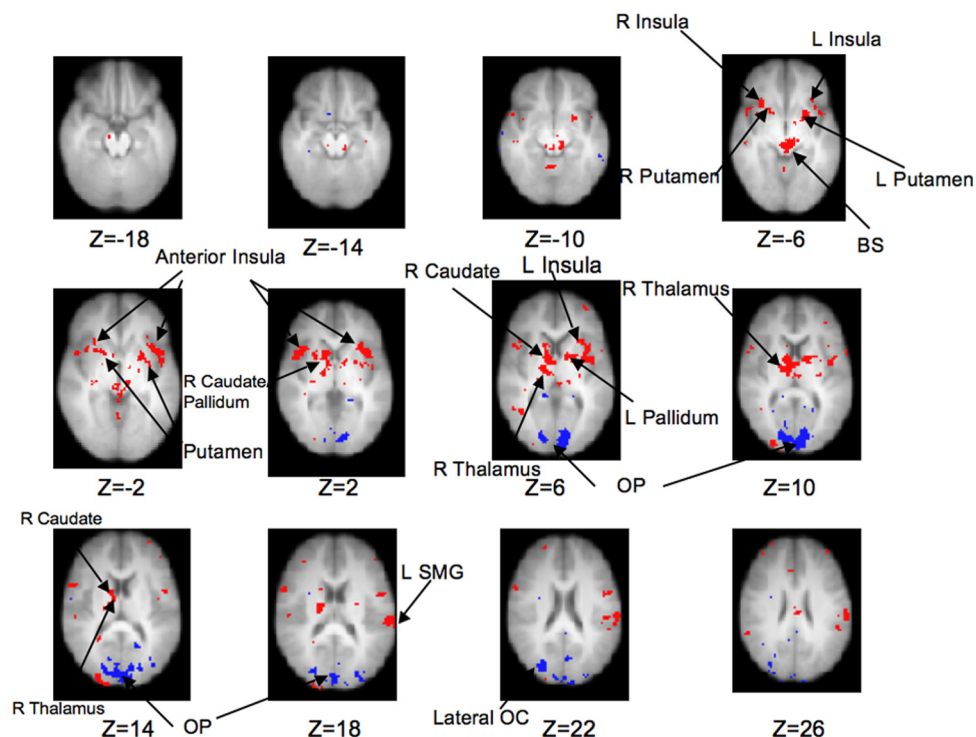 R Insula
L Insula
R Putamen
L Putamen
Z=-18
Z=-14
Z=-10
Z=-6
BS
Anterior Insula
R Caudate
L Insula
R Thalamus
R Caudate/
Pallidum
L Pallidum
Putamen
R Thalamus
OP
Z=-2
Z=2
Z=6
Z=10
R Caudate
L SMG
R Thalamus
OP
Lateral OC
Z=14
Z=18
Z=22
Z=26